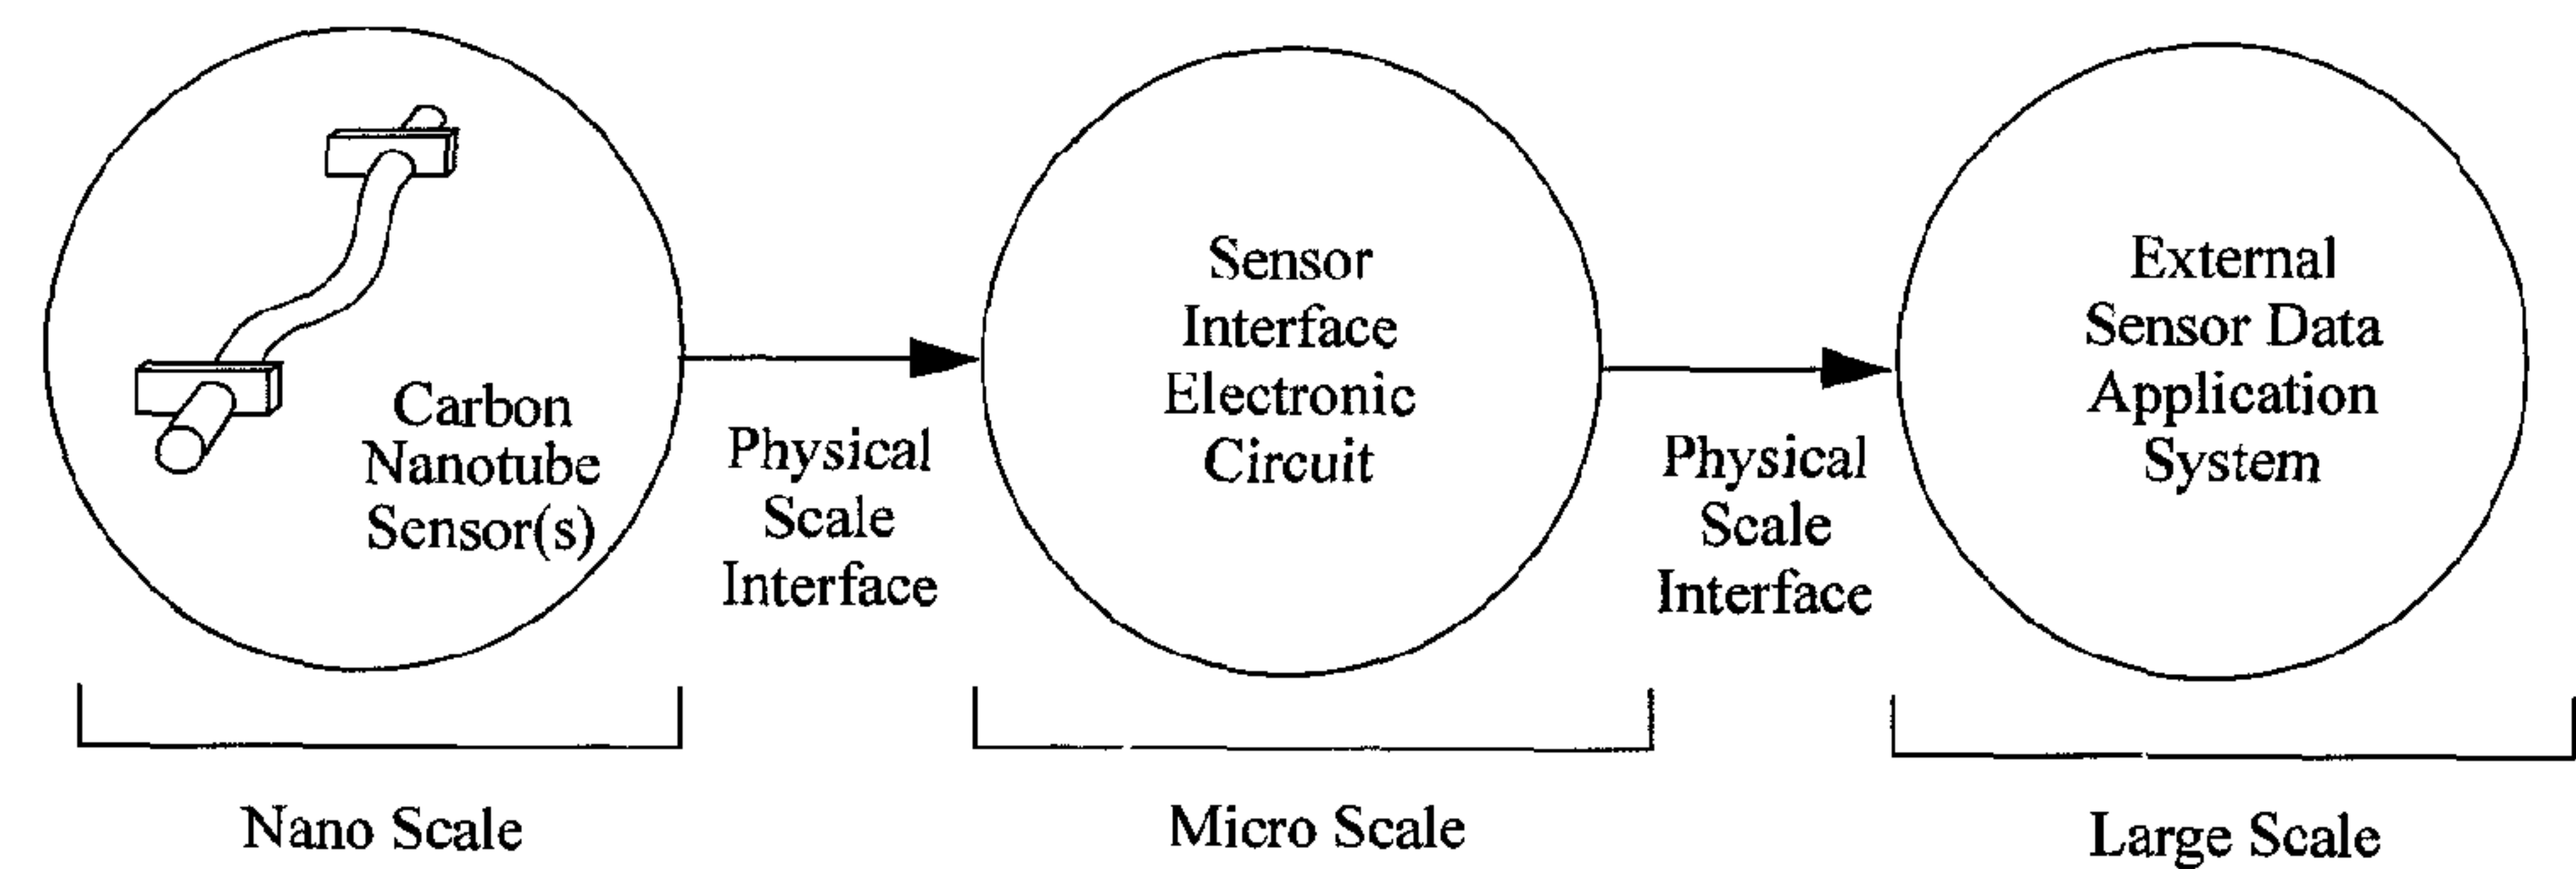 Carbon
Nanotube
Sensor(s)
Physical
Scale
Interface
Sensor
Interface
Electronic
Circuit
Physical
Scale
Interface
External
Sensor Data
Application
System
Nano Scale
Micro Scale
Large Scale